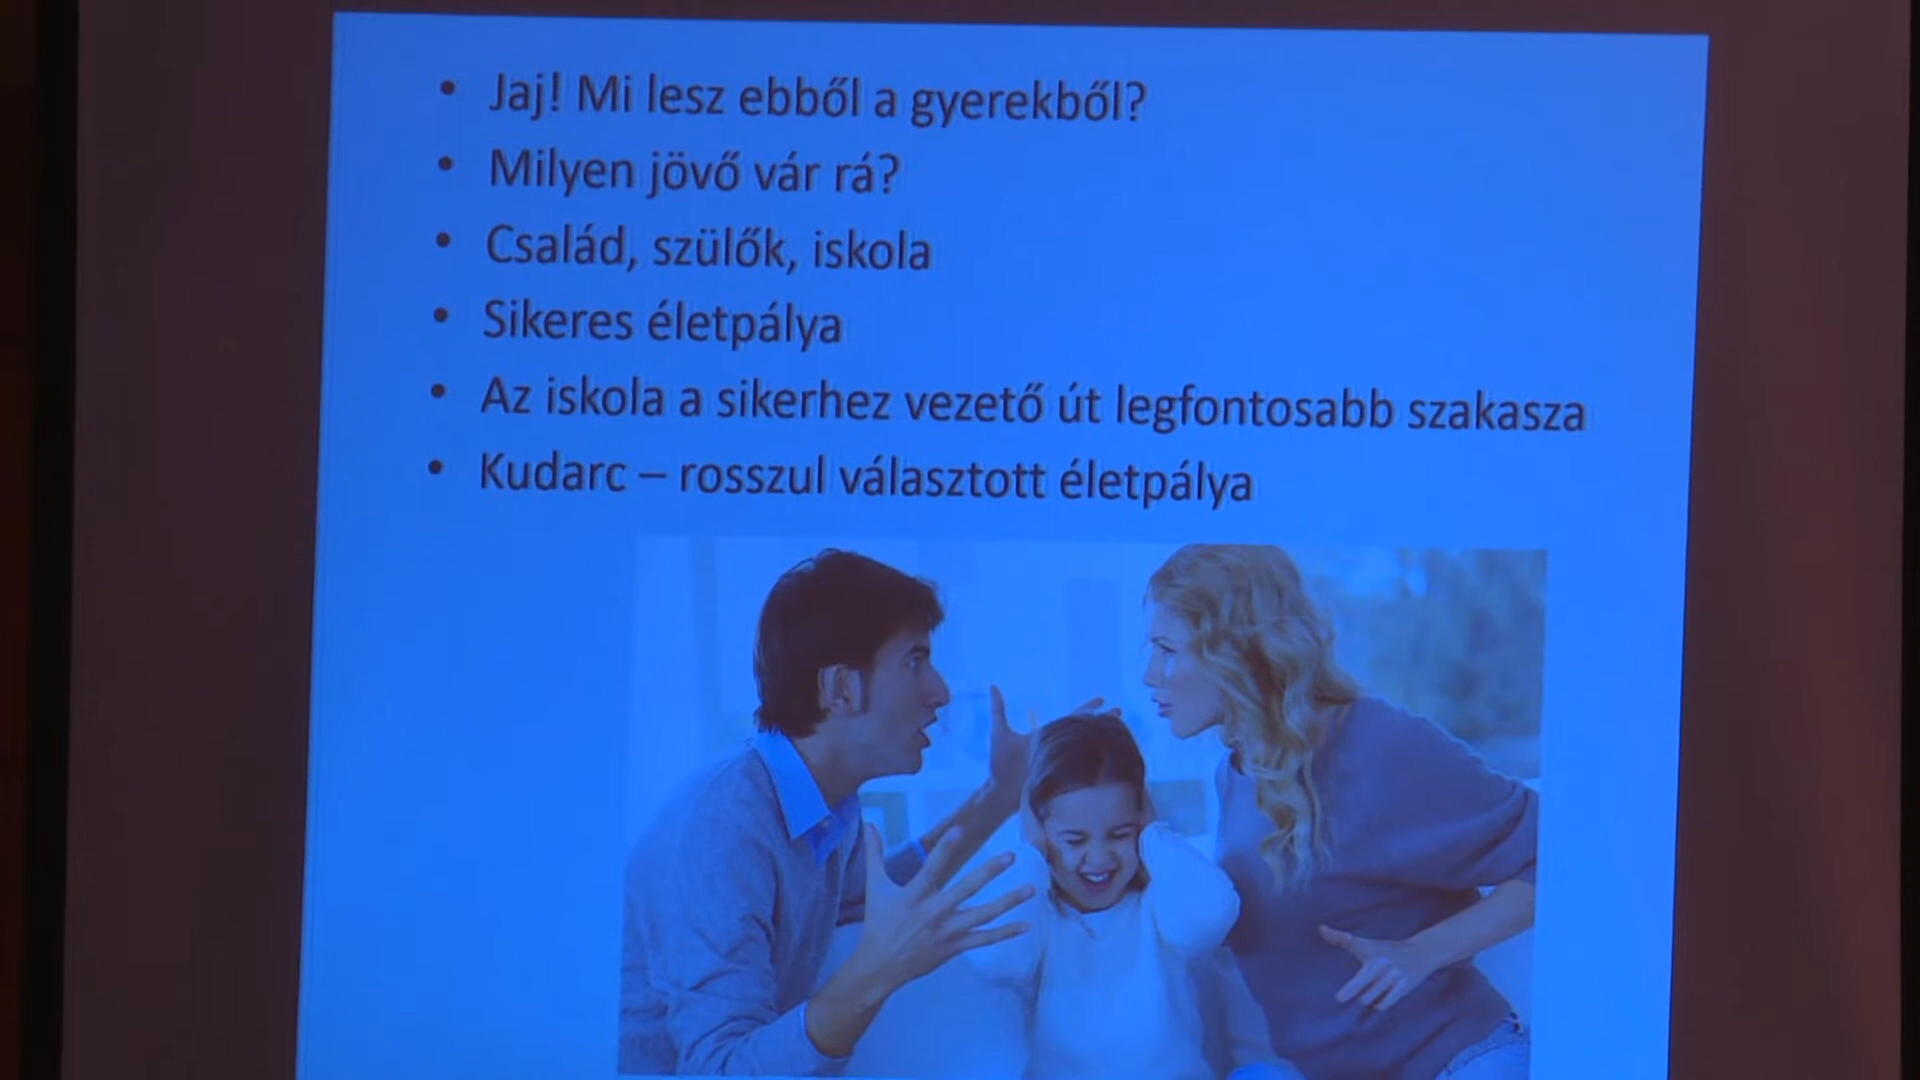 • Jaj! Mi lesz ebből a gyerekből?
• Milyen jövő vár rá?
• Család, szülők, iskola
• Sikeres életpálya
• Az iskola a sikerhez vezető út legfontosabb szakasza
• Kudarc – rosszul választott életpálya